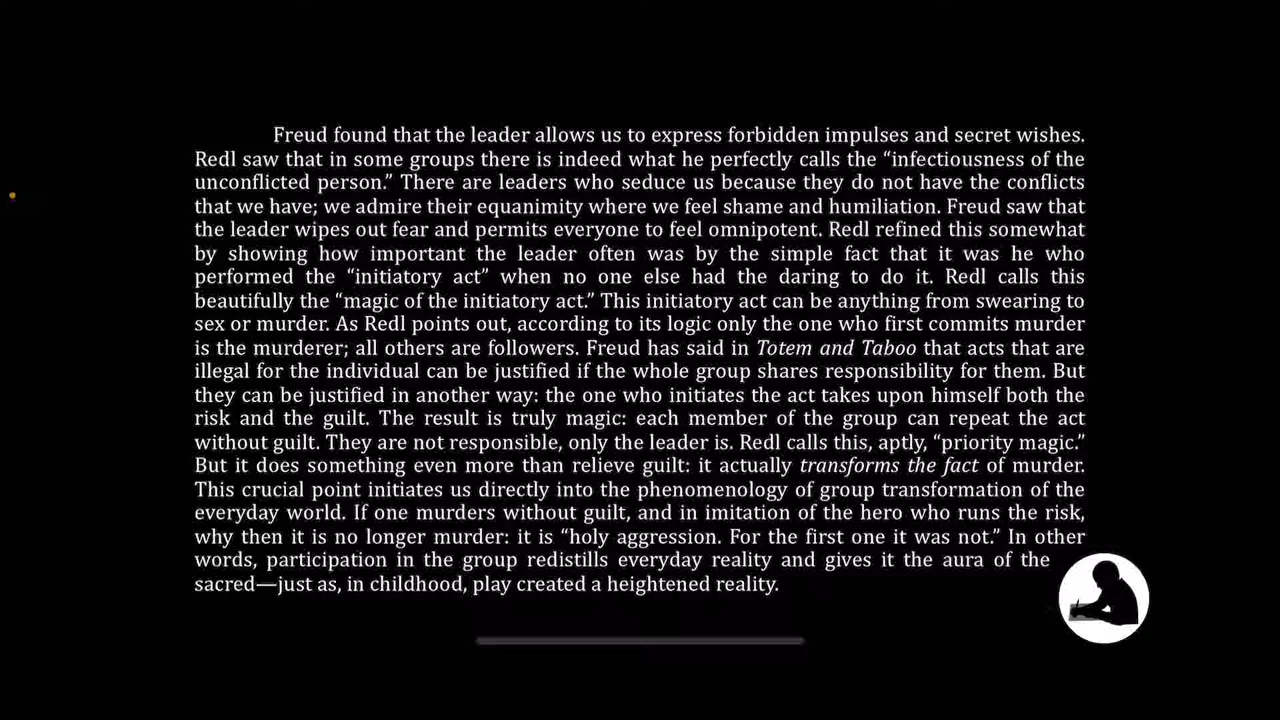 Freud found that the leader allows us to express forbidden impulses and secret wishes.
Redl saw that in some groups there is indeed what he perfectly calls the “infectiousness of the
unconflicted person.” There are leaders who seduce us because they do not have the conflicts
that we have; we admire their equanimity where we feel shame and humiliation. Freud saw that
the leader wipes out fear and permits everyone to feel omnipotent. Redl refined this somewhat
by showing how important the leader often was by the simple fact that it was he who
performed the “initiatory act” when no one else had the daring to do it. Redl calls this
beautifully the “magic of the initiatory act.” This initiatory act can be anything from swearing to
sex or murder. As Redl points out, according to its logic only the one who first commits murder
is the murderer; all others are followers. Freud has said in Totem and Taboo that acts that are
illegal for the individual can be justified if the whole group shares responsibility for them. But
they can be justified in another way: the one who initiates the act takes upon himself both the
risk and the guilt. The result is truly magic: each member of the group can repeat the act
without guilt. They are not responsible, only the leader is. Redl calls this, aptly, “priority magic.”
But it does something even more than relieve guilt: it actually transforms the fact of murder.
This crucial point initiates us directly into the phenomenology of group transformation of the
everyday world. If one murders without guilt, and in imitation of the hero who runs the risk,
why then it is no longer murder: it is “holy aggression. For the first one it was not.” In other
words, participation in the group redistills everyday reality and gives it the aura of the
sacred—just as, in childhood, play created a heightened reality.